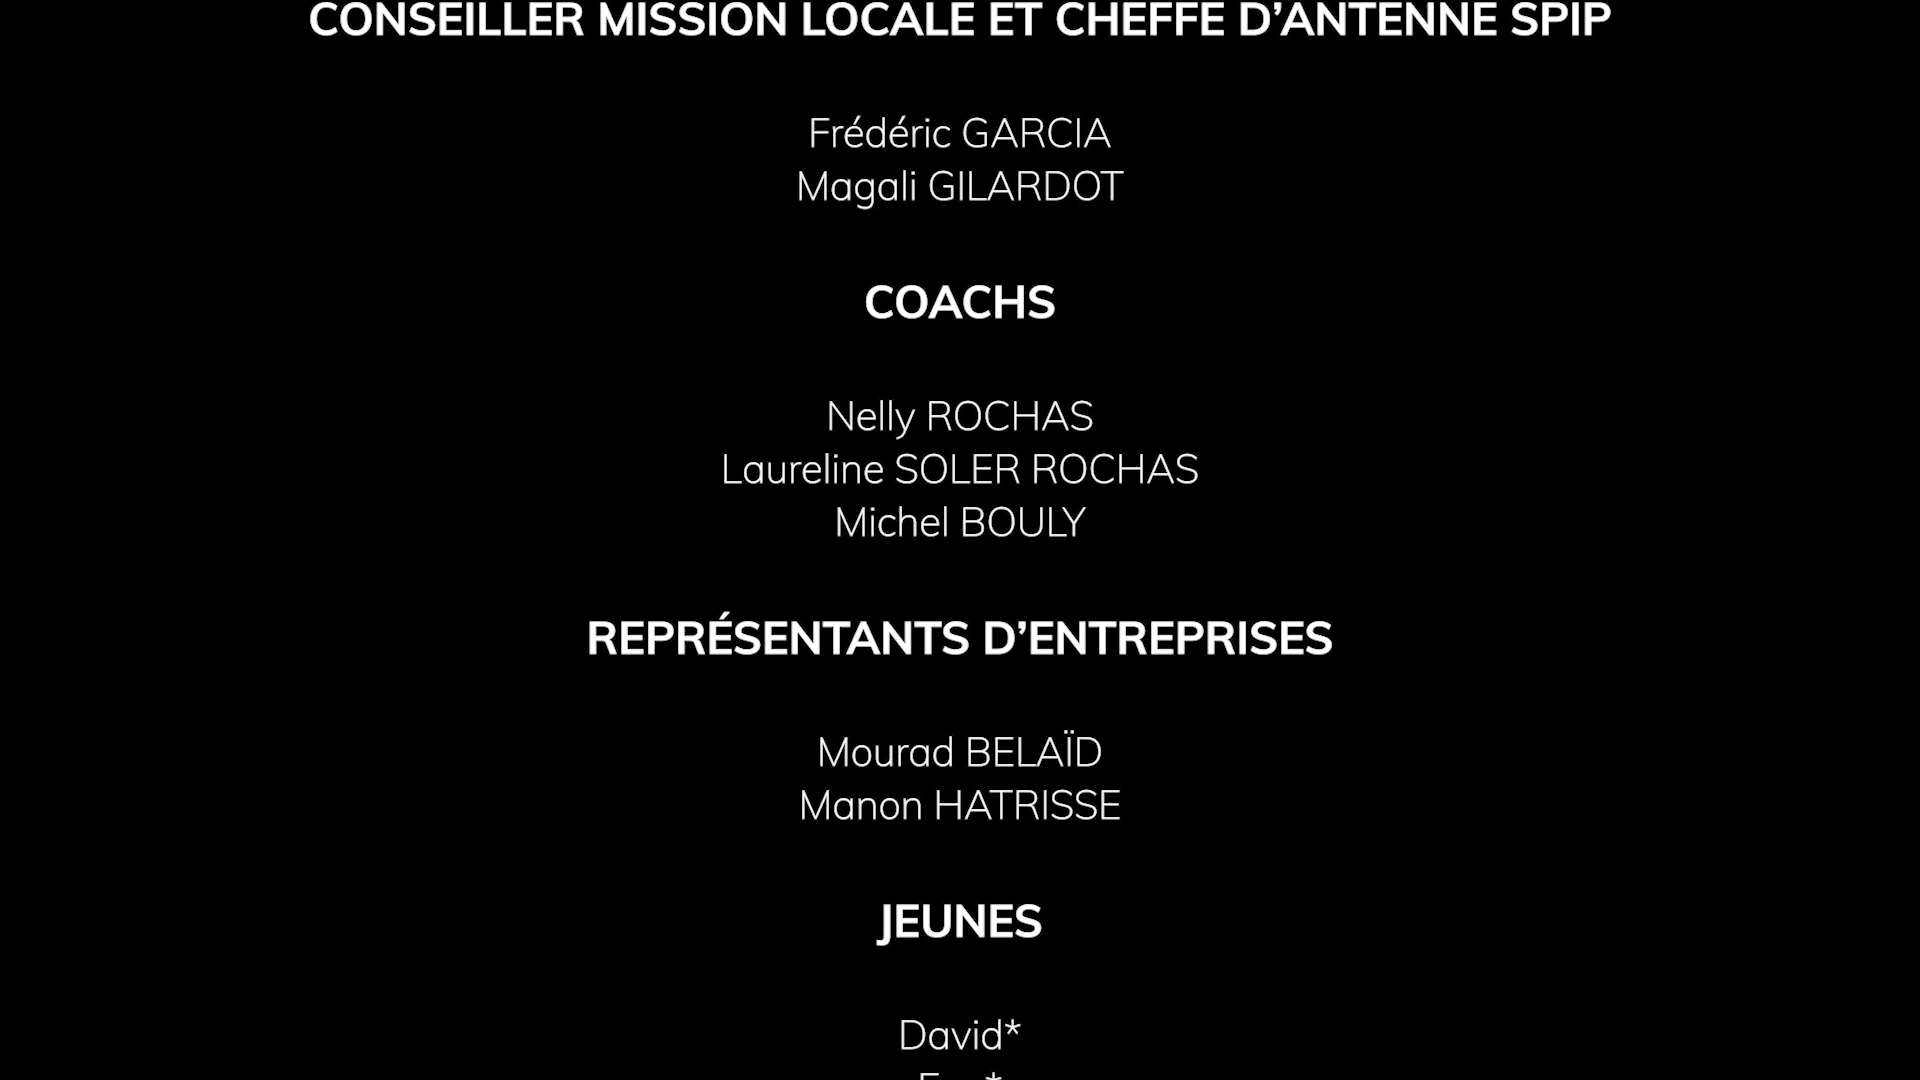 CONSEILLER MISSION LOCALE ET CHEFFE D’ANTENNE SPIP
Frédéric GARCIA
Magali GILARDOT
COACHS
Nelly ROCHAS
Laureline SOLER ROCHAS
Michel BOULY
REPRÉSENTANTS D’ENTREPRISES
Mourad BELAÏD
Manon HATRISSE
JEUNES
David*